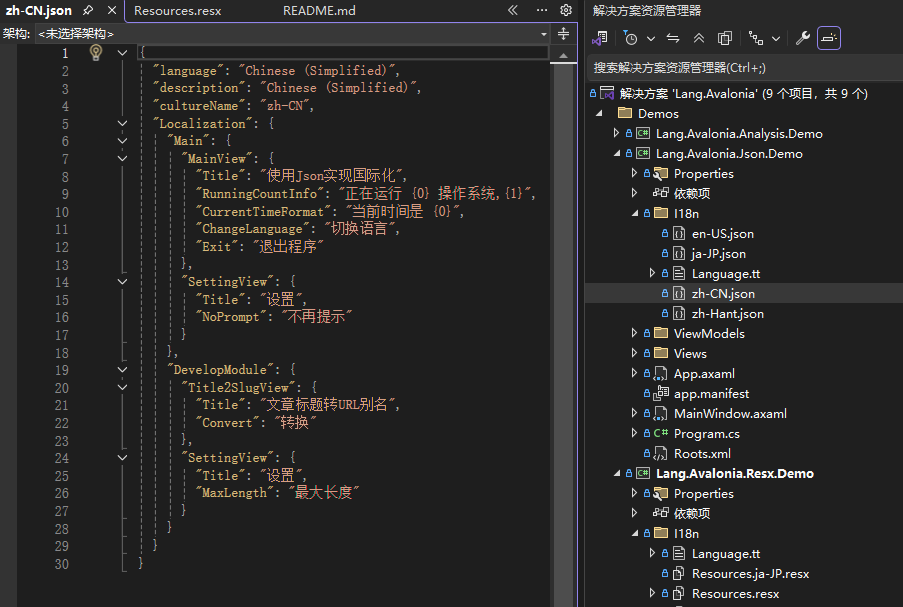 zh-CN.json
Resources.resx
README.md
架构: <未选择架构>
1 {
2 "language": "Chinese (Simplified)",
3 "description": "Chinese (Simplified)",
4 "cultureName": "zh-CN",
5 "Localization": {
6 "Main": {
7 "MainView": {
8 "Title": "使用Json实现国际化",
9 "RunningCountInfo": "正在运行 {0} 操作系统,{1}",
10 "CurrentTimeFormat": "当前时间是 {0}",
11 "ChangeLanguage": "切换语言",
12 "Exit": "退出程序"
13 },
14 "SettingView": {
15 "Title": "设置",
16 "NoPrompt": "不再提示"
17 }
18 },
19 "DevelopModule": {
20 "Title2SlugView": {
21 "Title": "文章标题转URL别名",
22 "Convert": "转换"
23 },
24 "SettingView": {
25 "Title": "设置",
26 "MaxLength": "最大长度"
27 }
28 }
29 }
30 }
解决方案资源管理器
搜索解决方案资源管理器(Ctrl+;)
解决方案 'Lang.Avalonia' (9 个项目，共 9 个)
Demos
C# Lang.Avalonia.Analysis.Demo
C# Lang.Avalonia.Json.Demo
Properties
依赖项
I18n
en-US.json
ja-JP.json
Language.tt
zh-CN.json
zh-Hant.json
ViewModels
Views
App.axaml
app.manifest
MainWindow.axaml
C# Program.cs
Roots.xml
C# Lang.Avalonia.Resx.Demo
Properties
依赖项
I18n
Language.tt
Resources.ja-JP.resx
Resources.resx